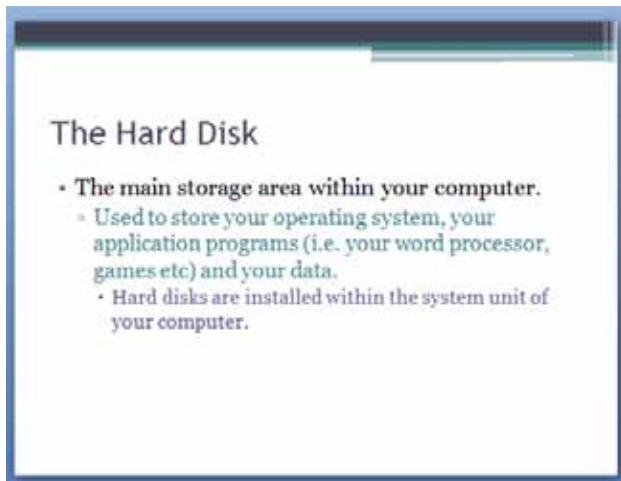 The Hard Disk
• The main storage area within your computer.
▫ Used to store your operating system, your
application programs (i.e. your word processor,
games etc) and your data.
• Hard disks are installed within the system unit of
your computer.